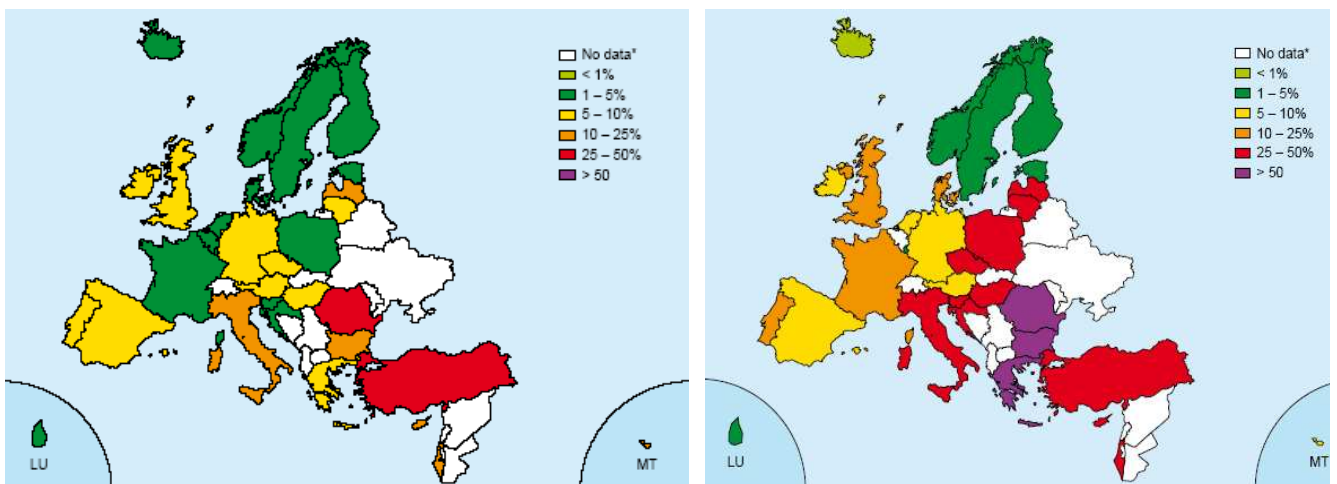 No data*
< 1%
1 – 5%
5 – 10%
10 – 25%
25 – 50%
> 50
LU
MT
No data*
< 1%
1 – 5%
5 – 10%
10 – 25%
25 – 50%
> 50
LU
MT